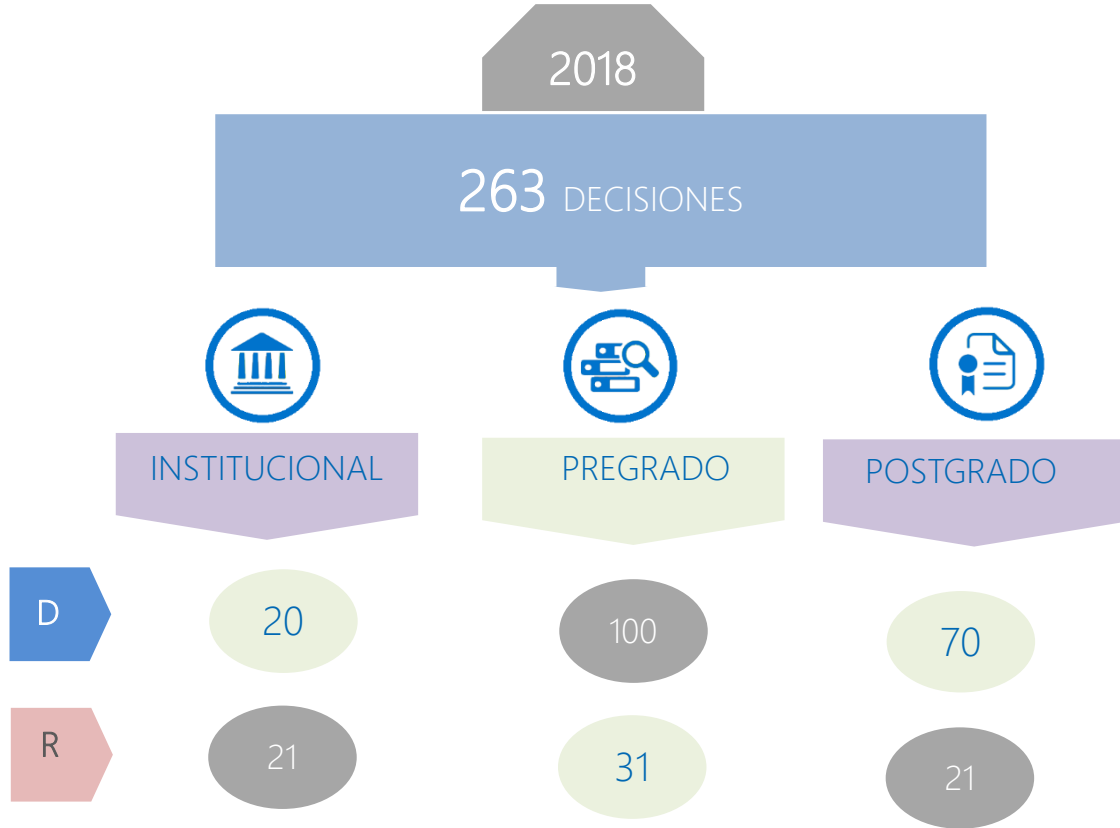 2018
263 DECISIONES
INSTITUCIONAL
PREGRADO
POSTGRADO
D
20
100
70
R
21
31
21